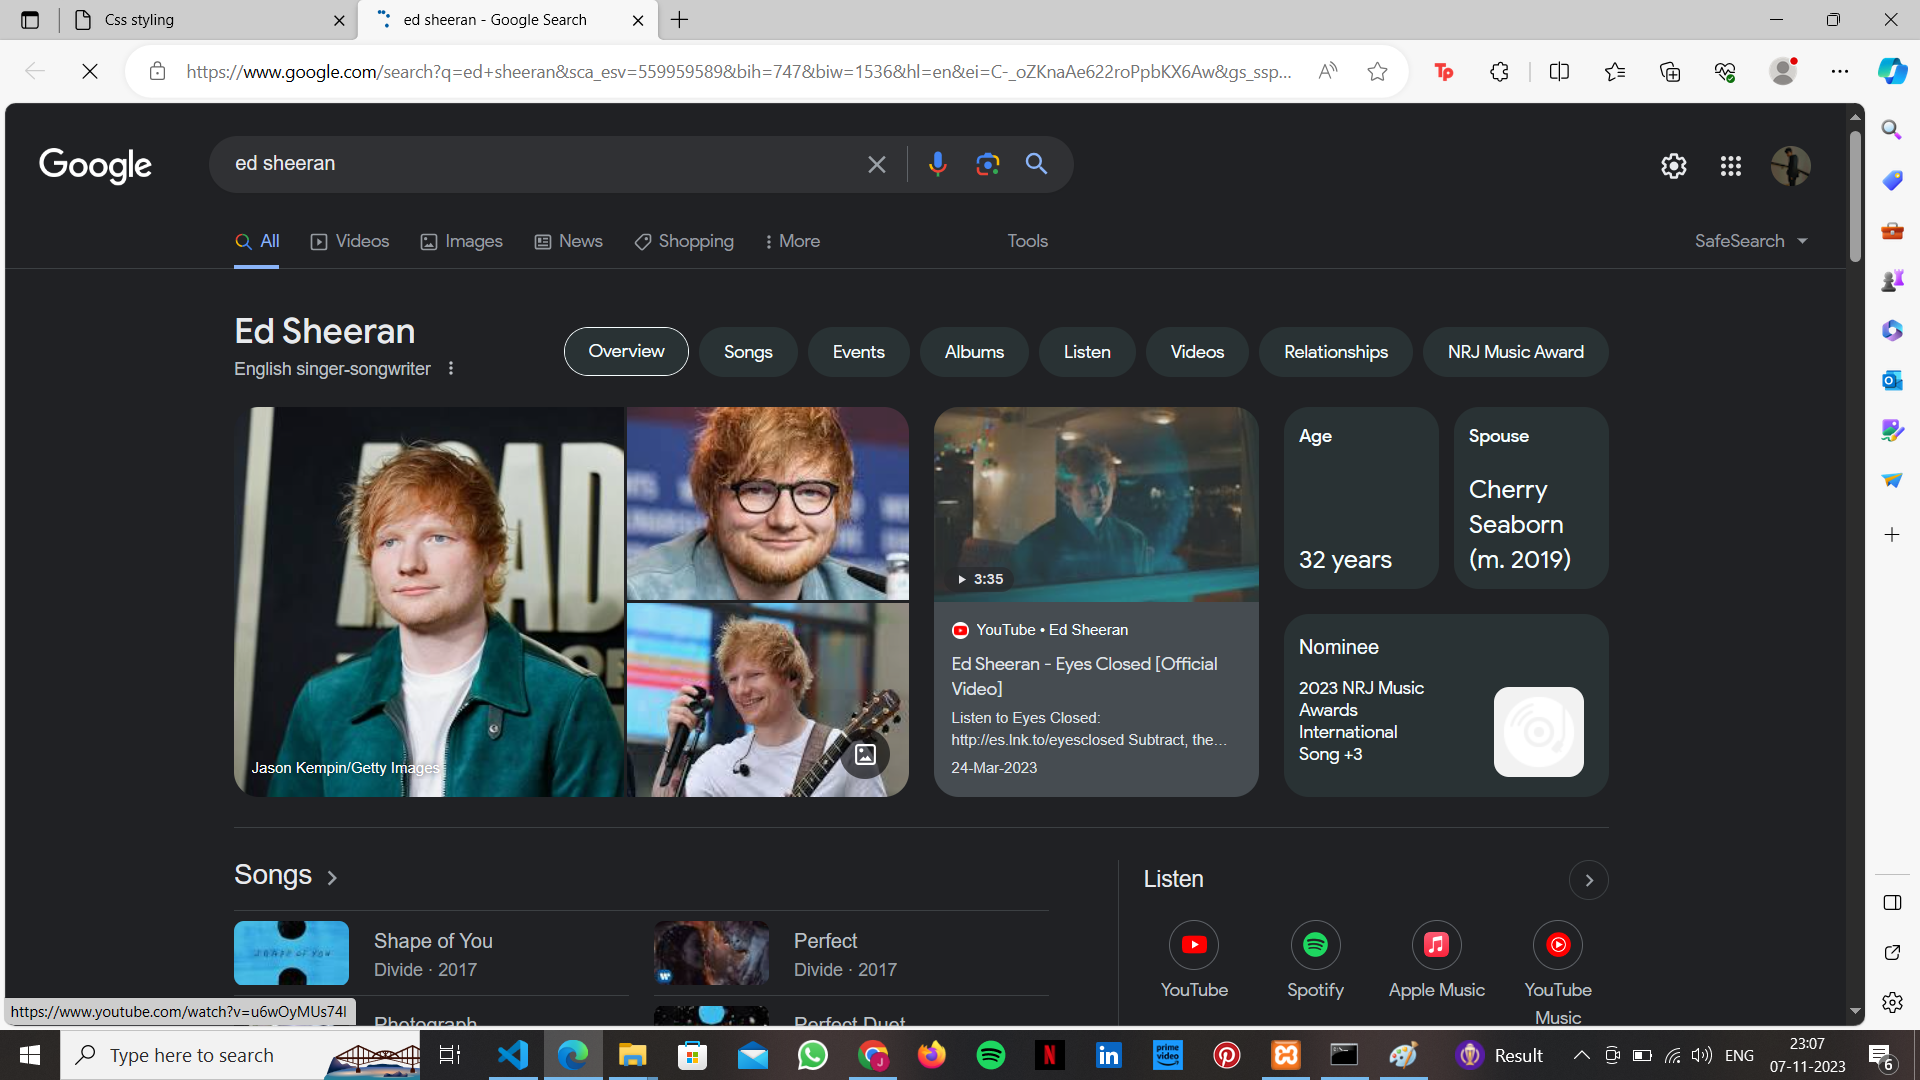 Css styling
ed sheeran - Google Search
https://www.google.com/search?q=ed+sheeran&sca_esv=559959589&bih=747&biw=1536&hl=en&ei=C-_oZKnaAe622roPpbKX6Aw&gs_ssp...
Google
ed sheeran
All
Videos
Images
News
Shopping
More
Tools
SafeSearch
Ed Sheeran
English singer-songwriter
Overview
Songs
Events
Albums
Listen
Videos
Relationships
NRJ Music Award
Jason Kempin/Getty Images
3:35
YouTube • Ed Sheeran
Ed Sheeran - Eyes Closed [Official
Video]
Listen to Eyes Closed:
http://es.lnk.to/eyesclosed Subtract, the…
24-Mar-2023
Age
32 years
Spouse
Cherry
Seaborn
(m. 2019)
Nominee
2023 NRJ Music
Awards
International
Song +3
Songs
Shape of You
Divide · 2017
Perfect
Divide · 2017
Photograph
Perfect Duet
Listen
YouTube
Spotify
Apple Music
YouTube
Music
https://www.youtube.com/watch?v=u6wOyMUs74I
Type here to search
Result
ENG
23:07
07-11-2023
6